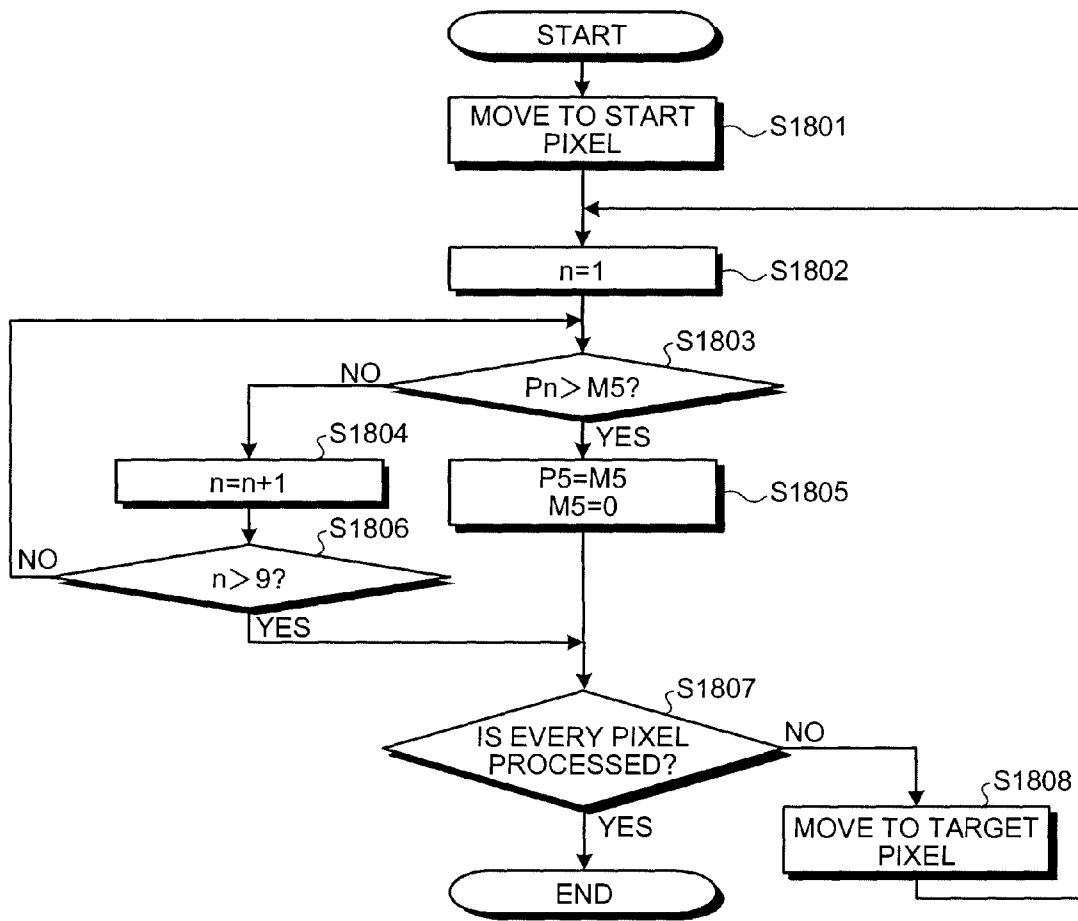 START
MOVE TO START
PIXEL
S1801
n=1
S1802
S1803
Pn＞M5?
NO
YES
S1804
n=n+1
P5=M5
M5=0
S1805
S1806
n＞9?
NO
YES
S1807
IS EVERY PIXEL
PROCESSED?
NO
YES
S1808
MOVE TO TARGET
PIXEL
END